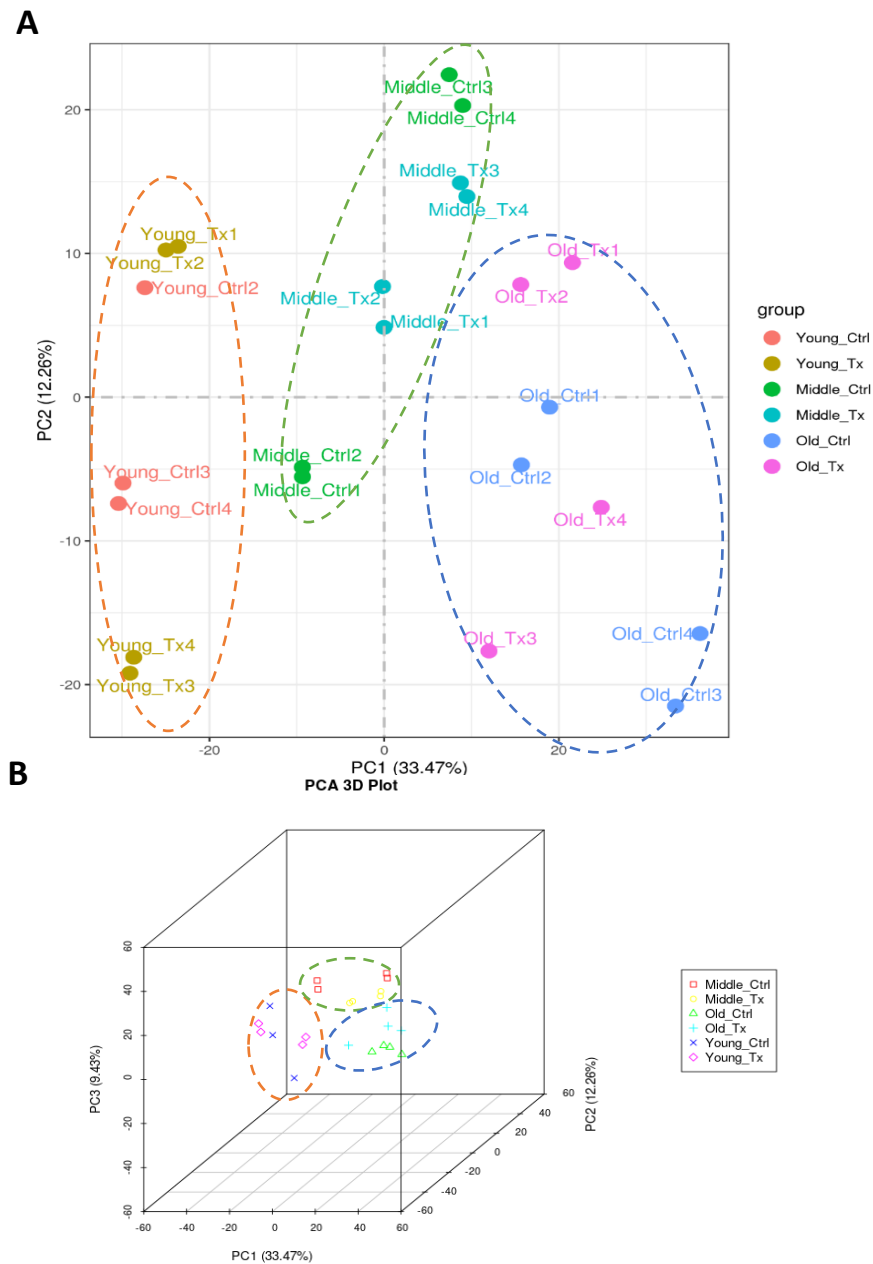 A
Middle_Ctrl3
Middle_Ctrl4
20
Middle_Tx3
Middle_Tx4
Young_Tx1
Young_Tx2
Young_Ctrl2
10
Old_Tx1
Old_Tx2
Middle_Tx2
Middle_Tx1
group
Young_Ctrl
Young_Tx
Middle_Ctrl
Middle_Tx
Old_Ctrl
Old_Tx
PC2 (12.26%)
0
Old_Ctrl1
Old_Ctrl2
Middle_Ctrl2
Middle_Ctrl1
Young_Ctrl3
Young_Ctrl4
Old_Tx4
-10
Old_Ctrl4
Old_Tx3
Young_Tx4
Young_Tx3
-20
Old_Ctrl3
-20 0 20
PC1 (33.47%)
B
PCA 3D Plot
60
40
20
0
-20
-40
-60
PC3 (9.43%)
-60 -40 -20 0 20 40 60
PC1 (33.47%)
-60
-40
-20
0
20
40
60
PC2 (12.26%)
Middle_Ctrl
Middle_Tx
Old_Ctrl
Old_Tx
Young_Ctrl
Young_Tx